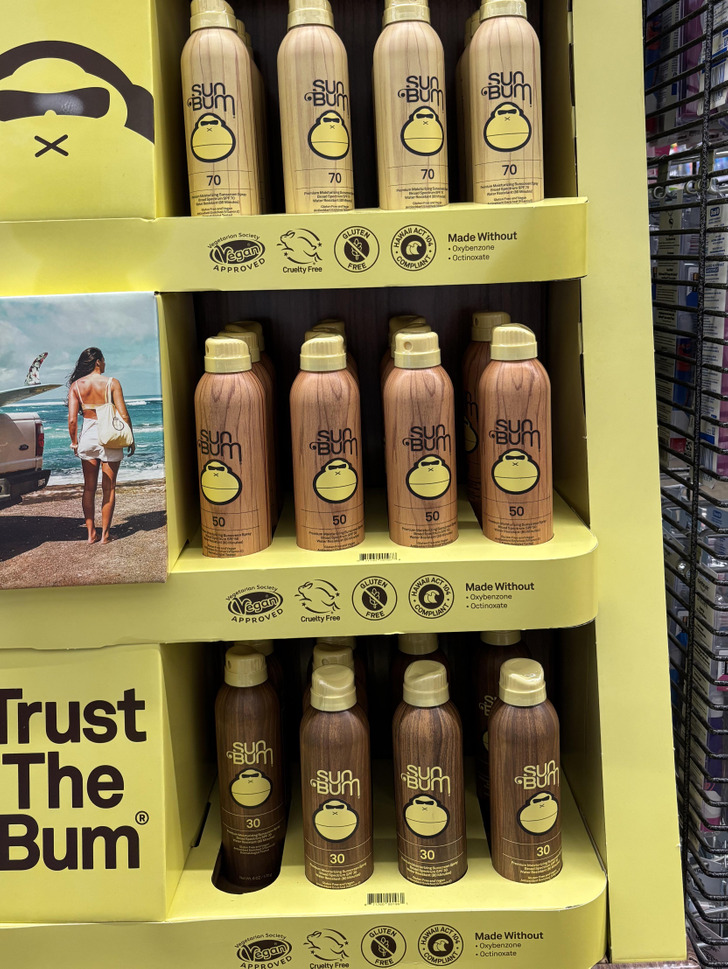 SUN
BUM
70
SUN
BUM
70
SUN
BUM
70
SUN
BUM
70
Vegetarian Society
Vegan
APPROVED
Cruelty Free
GLUTEN
FREE
HAWAII ACT 104
COMPLIANT
Made Without
• Oxybenzone
• Octinoxate
SUN
BUM
50
SUN
BUM
50
SUN
BUM
50
SUN
BUM
50
Vegetarian Society
Vegan
APPROVED
Cruelty Free
GLUTEN
FREE
HAWAII ACT 104
COMPLIANT
Made Without
• Oxybenzone
• Octinoxate
Trust
The
Bum®
SUN
BUM
30
SUN
BUM
30
SUN
BUM
30
SUN
BUM
30
Vegetarian Society
Vegan
APPROVED
Cruelty Free
GLUTEN
FREE
HAWAII ACT 104
COMPLIANT
Made Without
• Oxybenzone
• Octinoxate